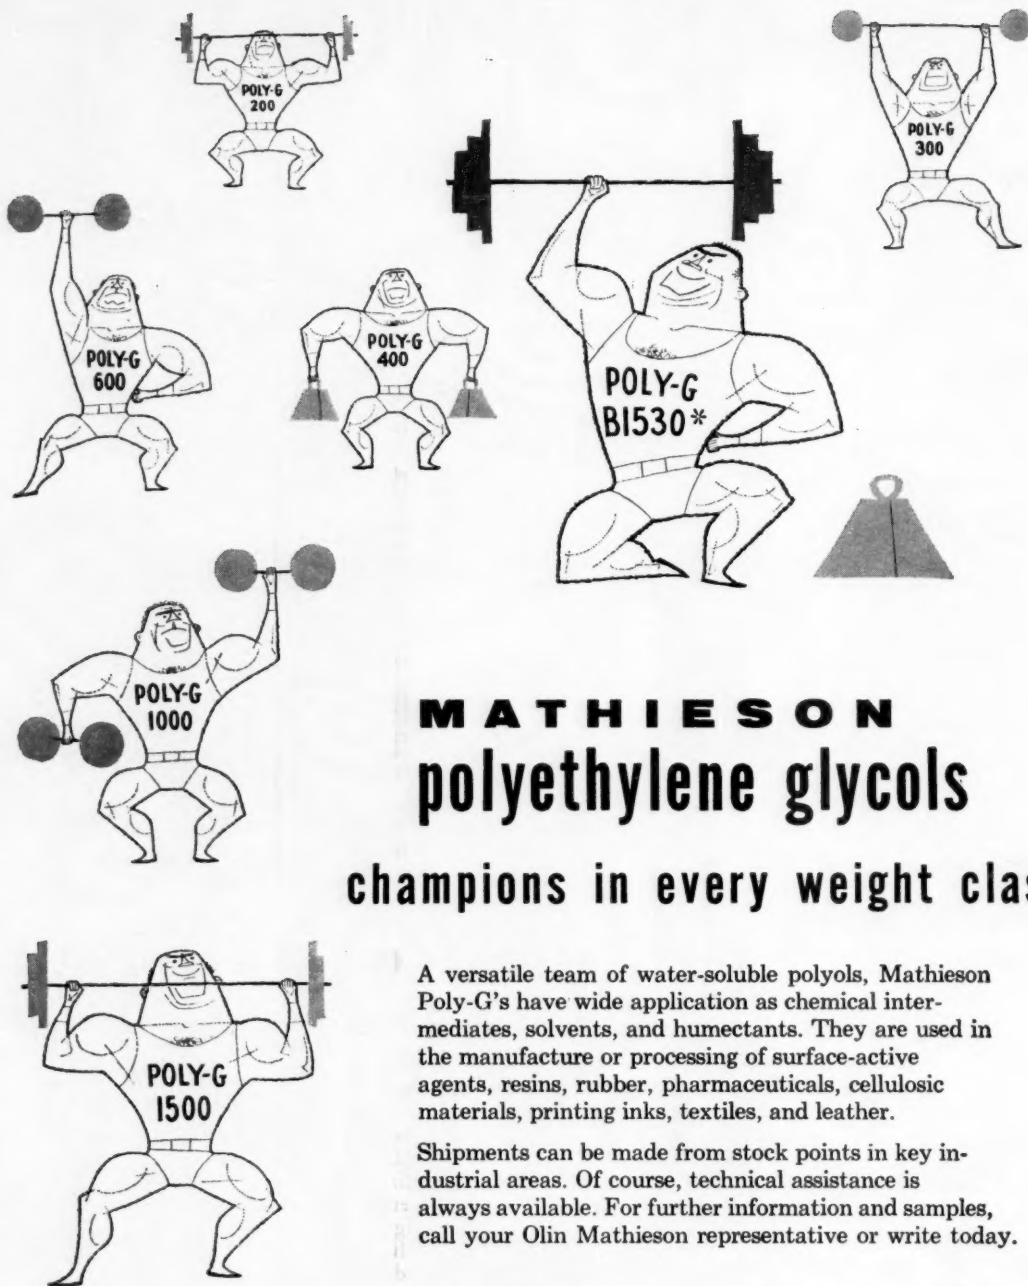 POLY-G
200
POLY-G
300
POLY-G
600
POLY-G
400
POLY-G
B1530*
POLY-G
1000
POLY-G
1500
MATHIESON
polyethylene glycols
champions in every weight clas
A versatile team of water-soluble polyols, Mathieson
Poly-G's have wide application as chemical inter-
mediates, solvents, and humectants. They are used in
the manufacture or processing of surface-active
agents, resins, rubber, pharmaceuticals, cellulosic
materials, printing inks, textiles, and leather.
Shipments can be made from stock points in key in-
dustrial areas. Of course, technical assistance is
always available. For further information and samples,
call your Olin Mathieson representative or write today.